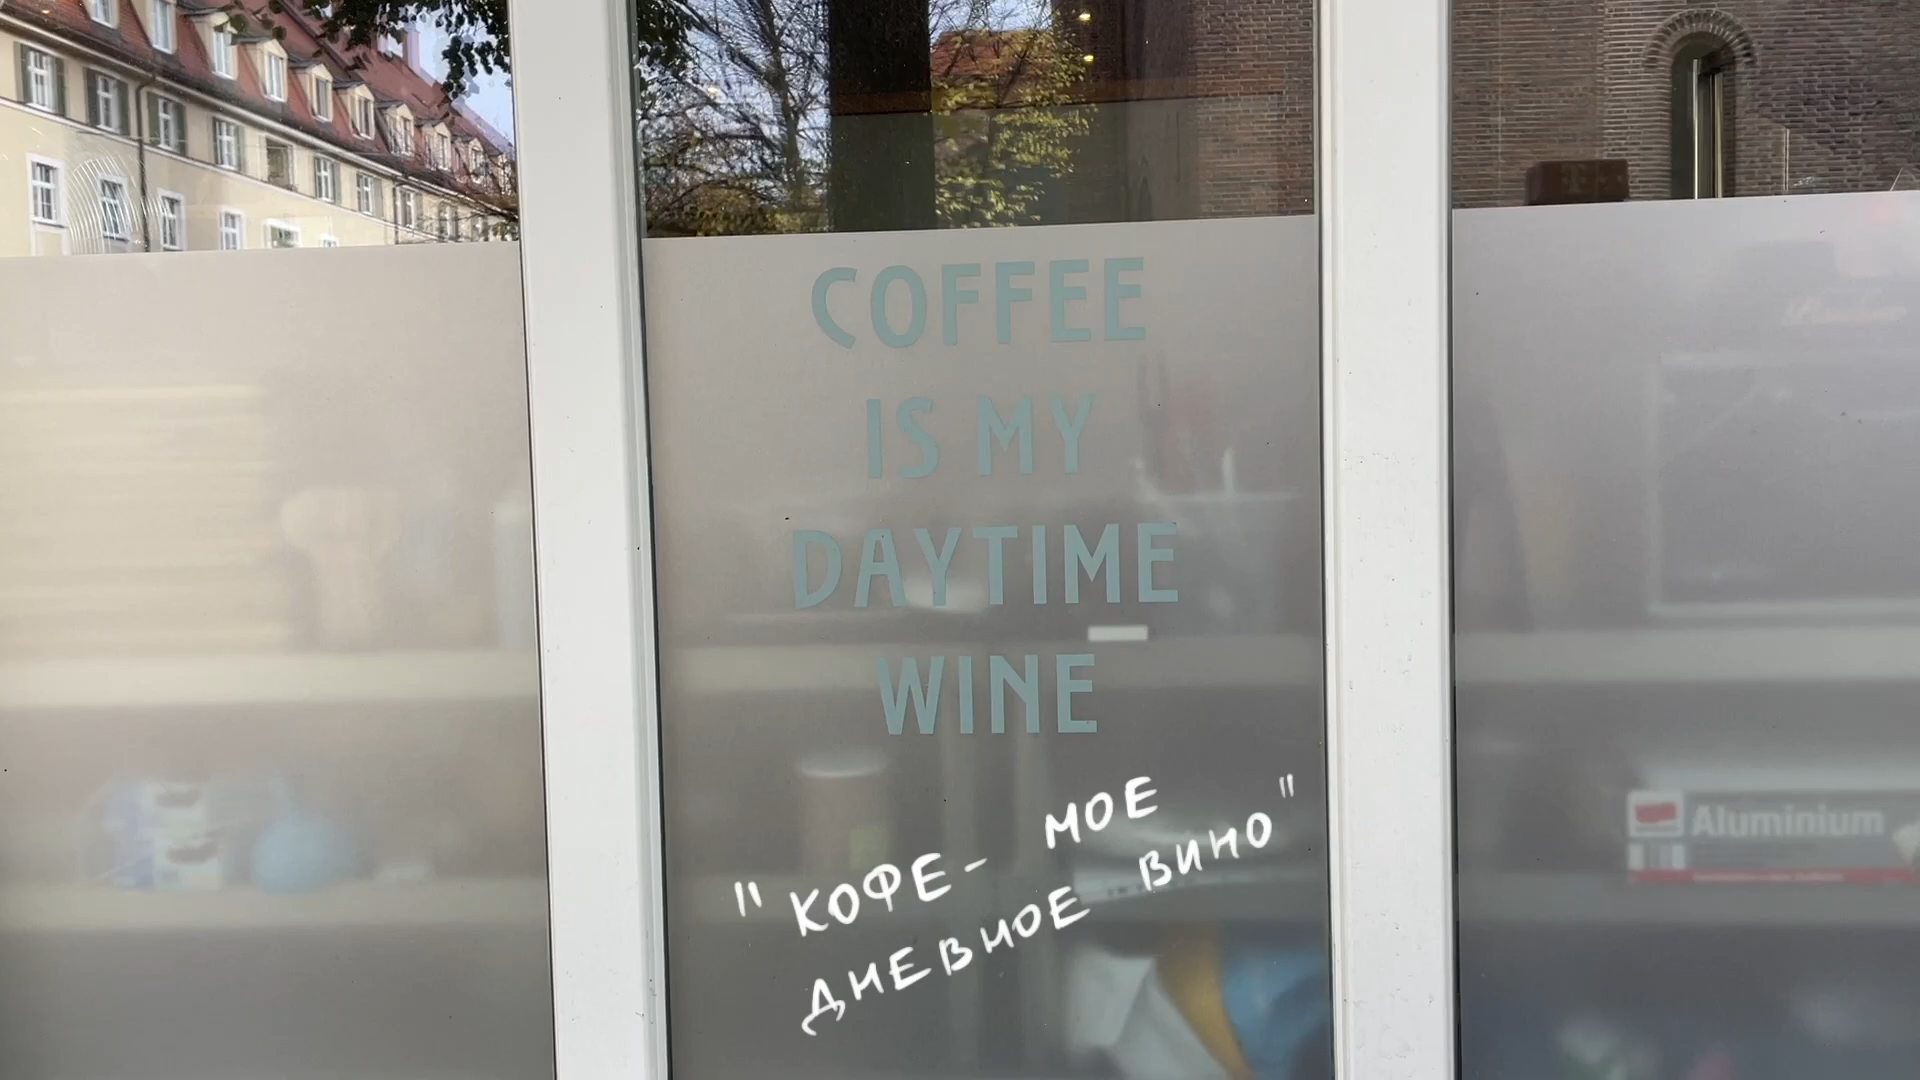 COFFEE
IS MY
DAYTIME
WINE
"КОФЕ- МОЕ
ДНЕВНОЕ ВИНО"
Aluminium